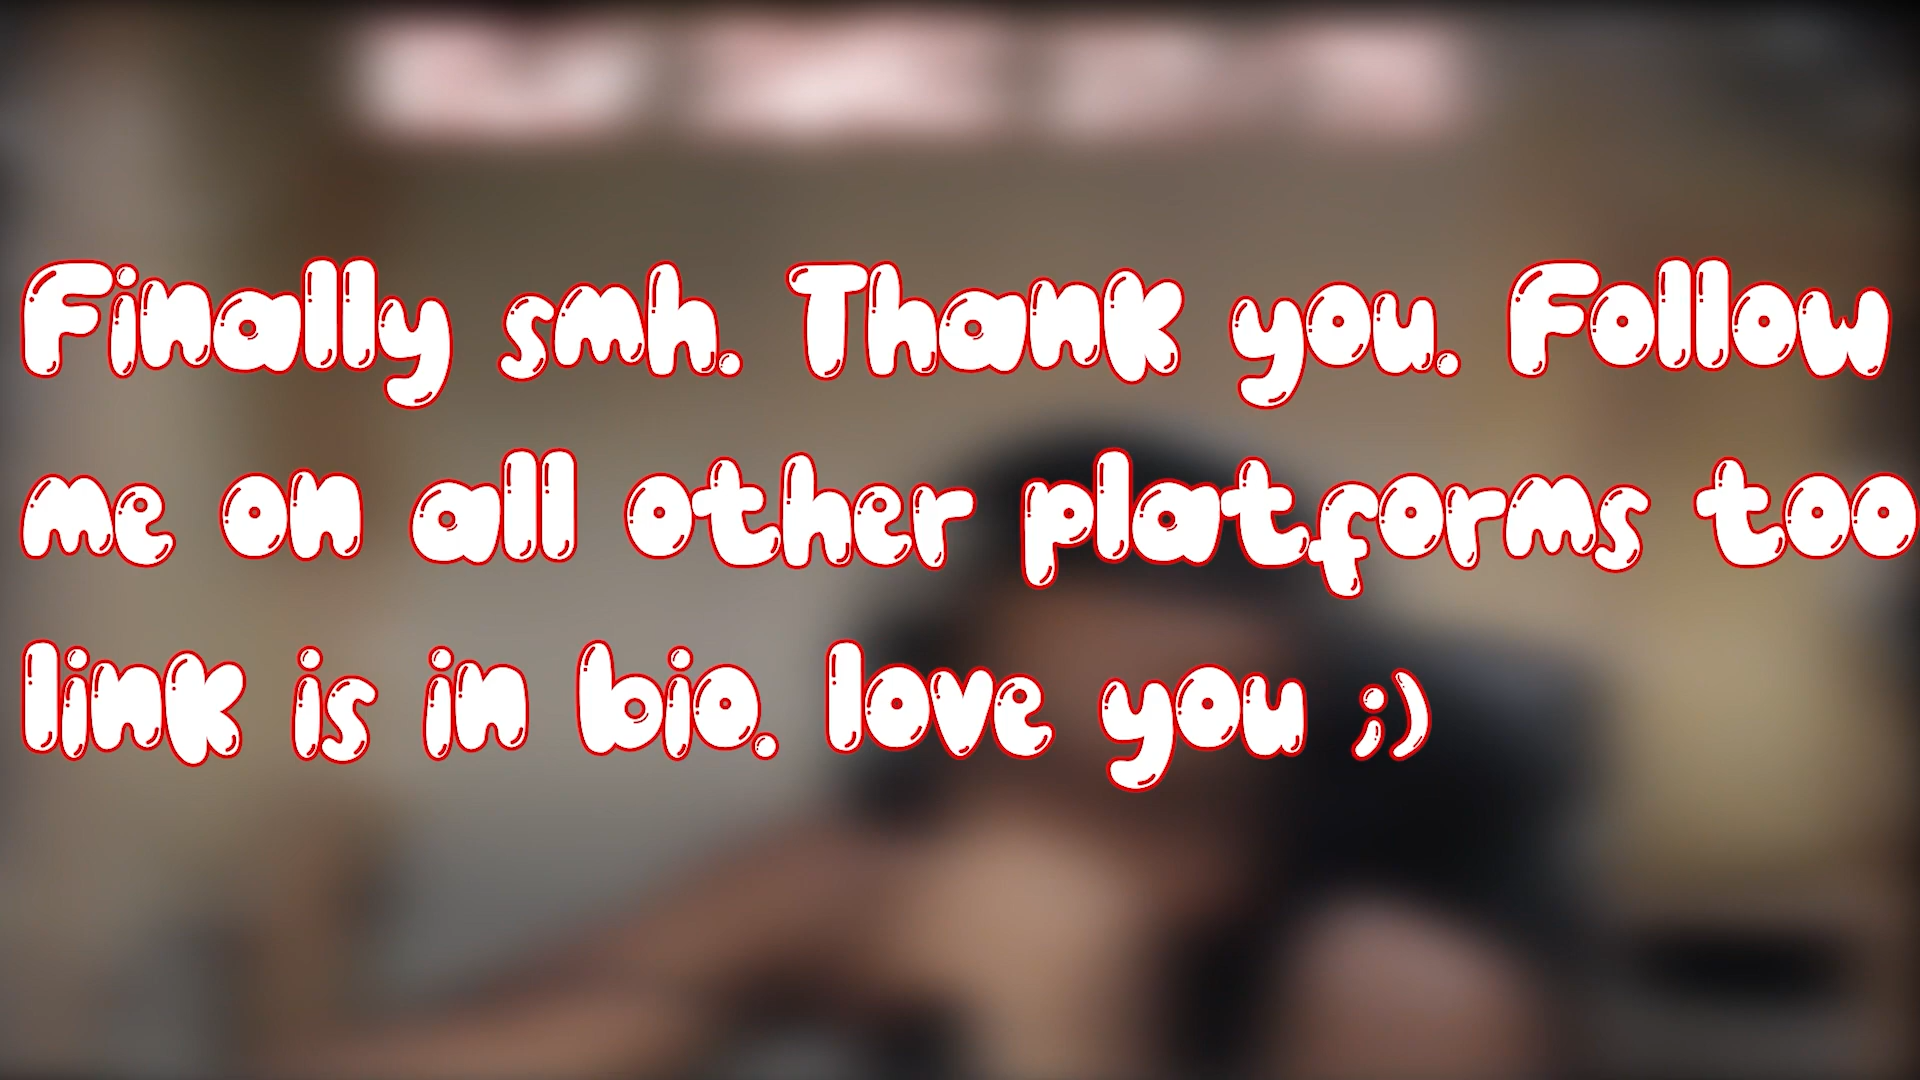 Finally smh. Thank you. Follow
me on all other platforms too
link is in bio. love you ;)